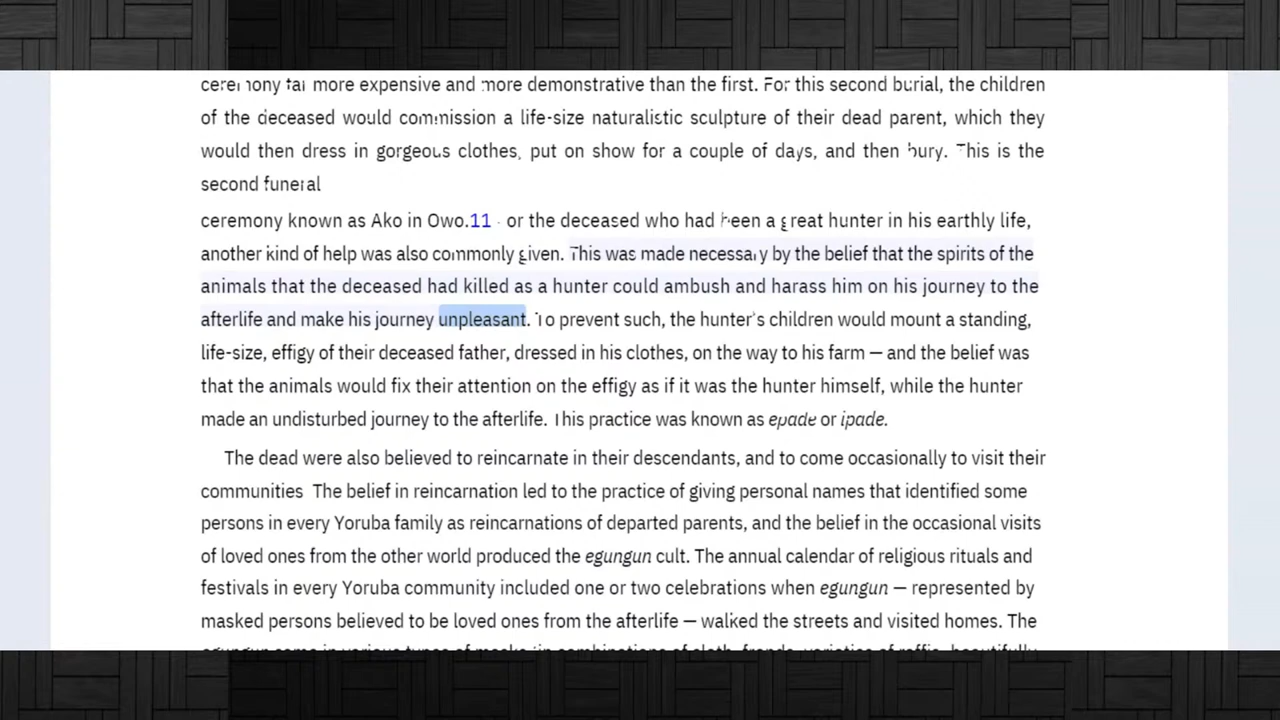 ceremony far more expensive and more demonstrative than the first. For this second burial, the children
of the deceased would commission a life-size naturalistic sculpture of their dead parent, which they
would then dress in gorgeous clothes, put on show for a couple of days, and then bury. This is the
second funeral
ceremony known as Ako in Owo.11 or the deceased who had been a great hunter in his earthly life,
another kind of help was also commonly given. This was made necessary by the belief that the spirits of the
animals that the deceased had killed as a hunter could ambush and harass him on his journey to the
afterlife and make his journey unpleasant. To prevent such, the hunter's children would mount a standing,
life-size, effigy of their deceased father, dressed in his clothes, on the way to his farm — and the belief was
that the animals would fix their attention on the effigy as if it was the hunter himself, while the hunter
made an undisturbed journey to the afterlife. This practice was known as epade or ipade.
The dead were also believed to reincarnate in their descendants, and to come occasionally to visit their
communities The belief in reincarnation led to the practice of giving personal names that identified some
persons in every Yoruba family as reincarnations of departed parents, and the belief in the occasional visits
of loved ones from the other world produced the egungun cult. The annual calendar of religious rituals and
festivals in every Yoruba community included one or two celebrations when egungun — represented by
masked persons believed to be loved ones from the afterlife — walked the streets and visited homes. The